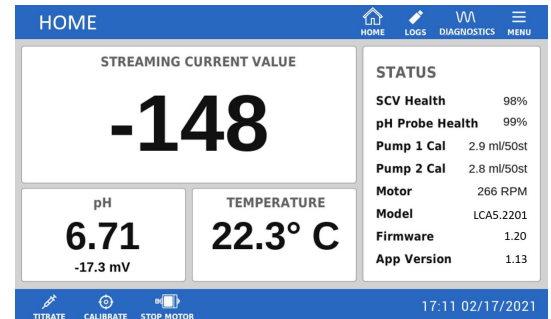 HOME
HOME LOGS DIAGNOSTICS MENU
STREAMING CURRENT VALUE
-148
pH
6.71
-17.3 mV
TEMPERATURE
22.3° C
STATUS
SCV Health 98%
pH Probe Health 99%
Pump 1 Cal 2.9 ml/50st
Pump 2 Cal 2.8 ml/50st
Motor 266 RPM
Model LCA5.2201
Firmware 1.20
App Version 1.13
TITRATE CALIBRATE STOP MOTOR
17:11 02/17/2021